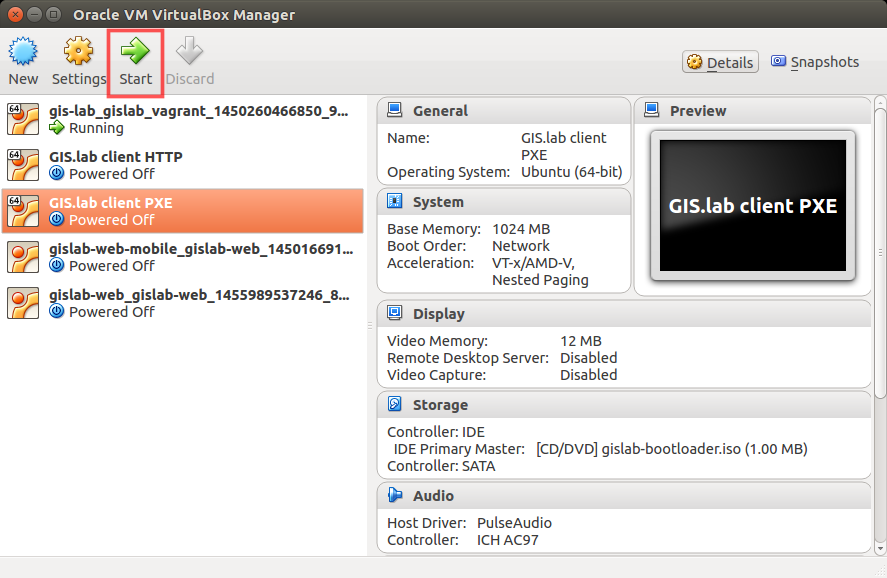 Oracle VM VirtualBox Manager
New
Settings
Start
Discard
Details
Snapshots
64
gis-lab_gislab_vagrant_1450260466850_9...
Running
64
GIS.lab client HTTP
Powered Off
64
GIS.lab client PXE
Powered Off
gislab-web-mobile_gislab-web_145016691...
Powered Off
gislab-web_gislab-web_1455989537246_8...
Powered Off
General
Name: GIS.lab client
PXE
Operating System: Ubuntu (64-bit)
System
Base Memory: 1024 MB
Boot Order: Network
Acceleration: VT-x/AMD-V,
Nested Paging
Preview
GIS.lab client PXE
Display
Video Memory: 12 MB
Remote Desktop Server: Disabled
Video Capture: Disabled
Storage
Controller: IDE
IDE Primary Master: [CD/DVD] gislab-bootloader.iso (1.00 MB)
Controller: SATA
Audio
Host Driver: PulseAudio
Controller: ICH AC97